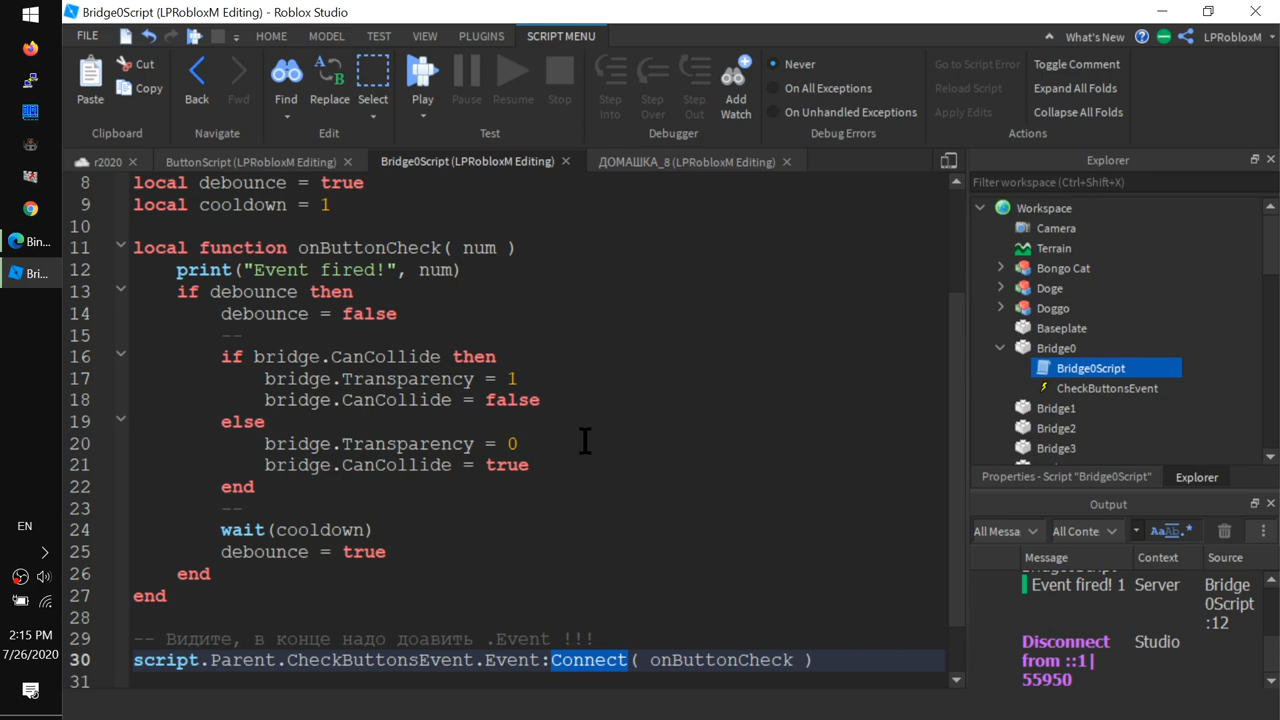 Bridge0Script (LPRobloxM Editing) - Roblox Studio
FILE HOME MODEL TEST VIEW PLUGINS SCRIPT MENU What's New LPRobloxM
Paste Cut Copy Back Fwd Find Replace Select Play Pause Resume Stop Step Into Step Over Step Out Add Watch
Never
On All Exceptions
On Unhandled Exceptions
Go to Script Error
Reload Script
Apply Edits
Toggle Comment
Expand All Folds
Collapse All Folds
Clipboard Navigate Edit Test Debugger Debug Errors Actions
r2020 ButtonScript (LPRobloxM Editing) Bridge0Script (LPRobloxM Editing) ДОМАШКА_8 (LPRobloxM Editing)
8 local debounce = true
9 local cooldown = 1
10
11 local function onButtonCheck( num )
12 print("Event fired!", num)
13 if debounce then
14 debounce = false
15 --
16 if bridge.CanCollide then
17 bridge.Transparency = 1
18 bridge.CanCollide = false
19 else
20 bridge.Transparency = 0
21 bridge.CanCollide = true
22 end
23 --
24 wait(cooldown)
25 debounce = true
26 end
27 end
28
29 -- Видите, в конце надо доавить .Event !!!
30 script.Parent.CheckButtonsEvent.Event:Connect( onButtonCheck )
31
Explorer
Filter workspace (Ctrl+Shift+X)
Workspace
Camera
Terrain
Bongo Cat
Doge
Doggo
Baseplate
Bridge0
Bridge0Script
CheckButtonsEvent
Bridge1
Bridge2
Bridge3
Properties - Script "Bridge0Script" Explorer
Output
All Messa All Conte AaAb.*
Message Context Source
Event fired! 1 Server Bridge
0Script
:12
Disconnect Studio
from ::1|
55950
Bin...
Bri...
EN
2:15 PM
7/26/2020